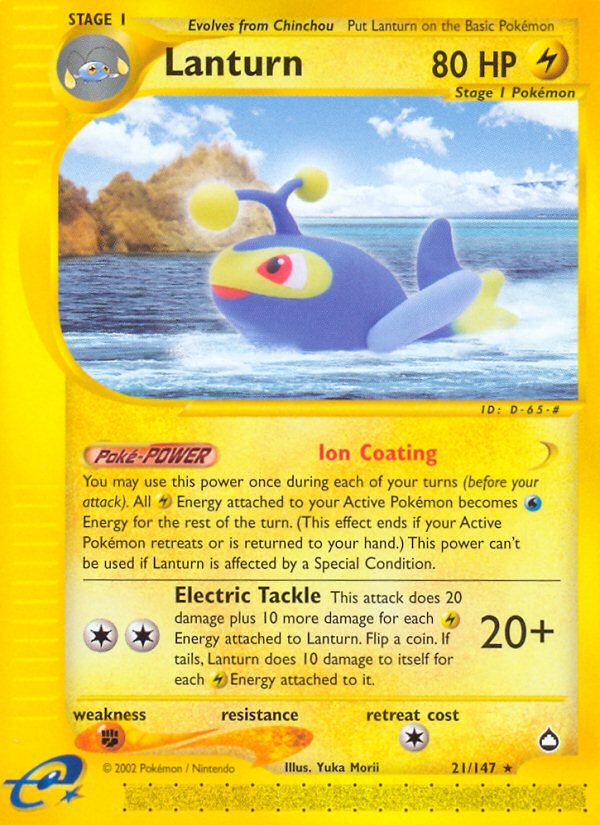 STAGE 1
Evolves from Chinchou Put Lanturn on the Basic Pokémon
Lanturn 80 HP
Stage 1 Pokémon
ID: D-65-#
Poké-POWER Ion Coating
You may use this power once during each of your turns (before your
attack). All Energy attached to your Active Pokémon becomes
Energy for the rest of the turn. (This effect ends if your Active
Pokémon retreats or is returned to your hand.) This power can't
be used if Lanturn is affected by a Special Condition.
Electric Tackle This attack does 20
damage plus 10 more damage for each
Energy attached to Lanturn. Flip a coin. If
tails, Lanturn does 10 damage to itself for
each Energy attached to it.
20+
weakness resistance retreat cost
© 2002 Pokémon / Nintendo Illus. Yuka Morii 21/147 ★
e